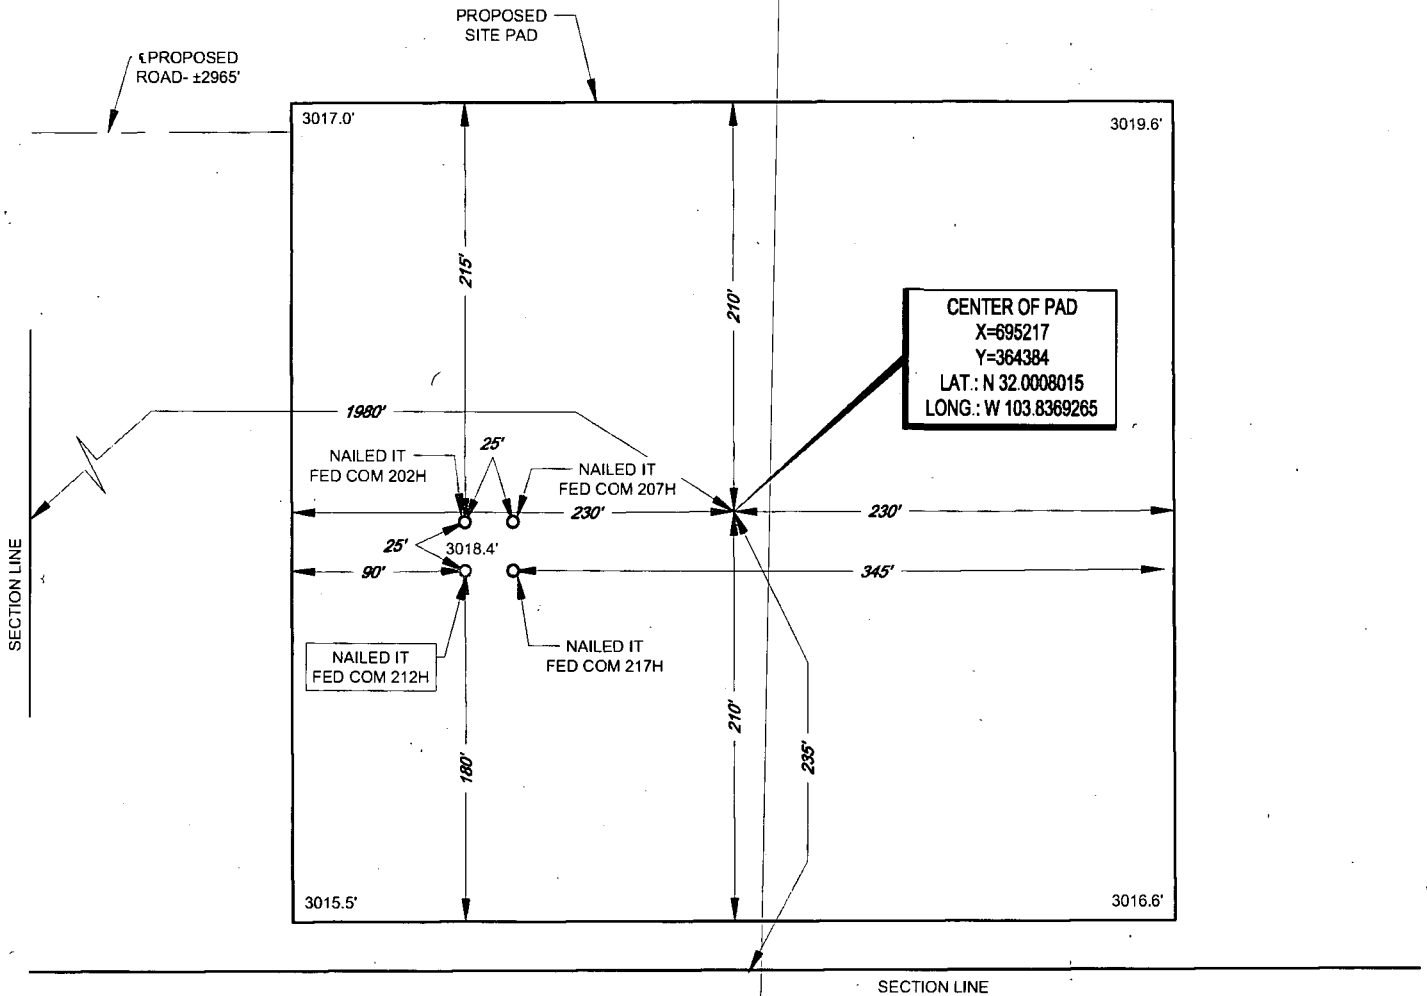 PROPOSED
SITE PAD
℄PROPOSED
ROAD- ±2965'
3017.0'
3019.6'
215'
210'
CENTER OF PAD
X=695217
Y=364384
LAT.: N 32.0008015
LONG.: W 103.8369265
1980'
25'
NAILED IT
FED COM 202H
NAILED IT
FED COM 207H
230'
230'
25'
3018.4'
90'
345'
SECTION LINE
NAILED IT
FED COM 212H
NAILED IT
FED COM 217H
210'
235'
180'
3015.5'
3016.6'
SECTION LINE